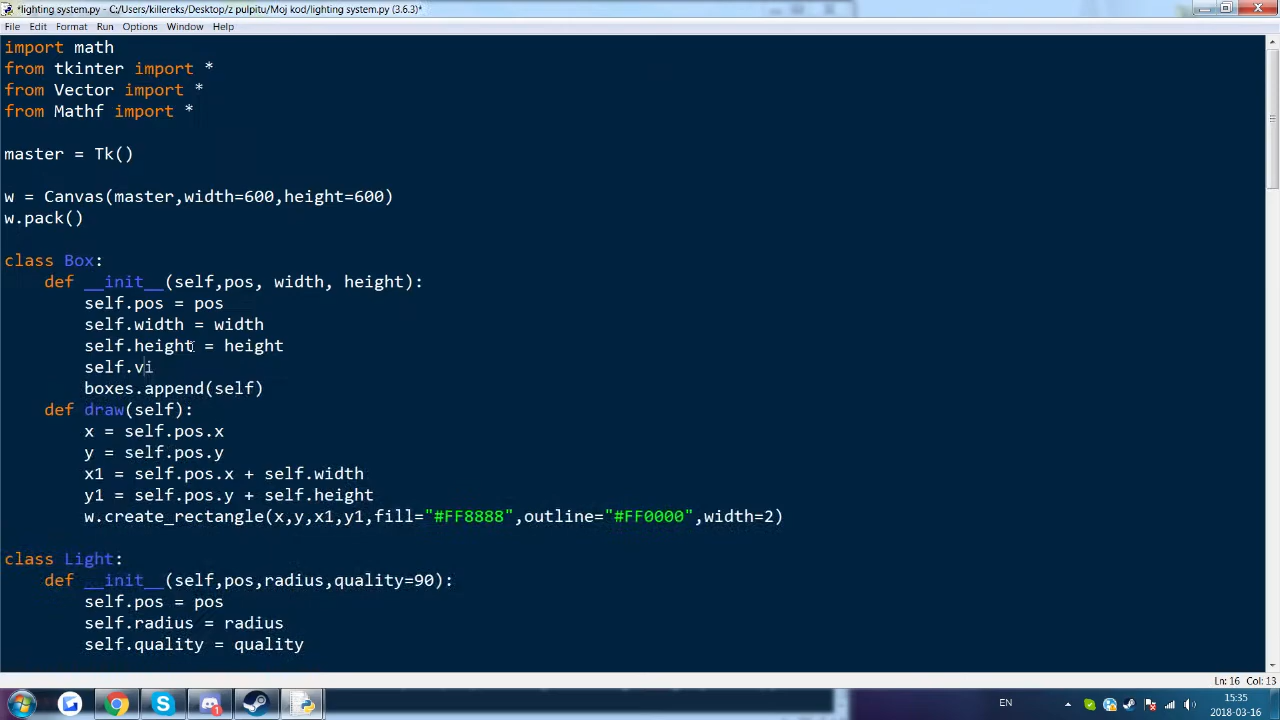 *lighting system.py - C:/Users/killereks/Desktop/z pulpitu/Moj kod/lighting system.py (3.6.3)*
File Edit Format Run Options Window Help
import math
from tkinter import *
from Vector import *
from Mathf import *
master = Tk()
w = Canvas(master,width=600,height=600)
w.pack()
class Box:
    def __init__(self,pos, width, height):
        self.pos = pos
        self.width = width
        self.height = height
        self.vi
        boxes.append(self)
    def draw(self):
        x = self.pos.x
        y = self.pos.y
        x1 = self.pos.x + self.width
        y1 = self.pos.y + self.height
        w.create_rectangle(x,y,x1,y1,fill="#FF8888",outline="#FF0000",width=2)
class Light:
    def __init__(self,pos,radius,quality=90):
        self.pos = pos
        self.radius = radius
        self.quality = quality
Ln: 16 Col: 13
EN
15:35
2018-03-16